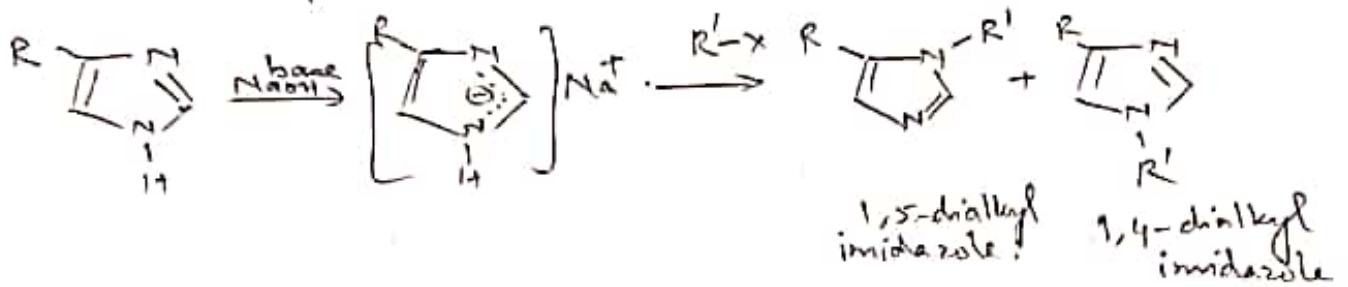 R N N H
base
NaOH
R N ⊖ N H Na⁺
R'-X
R N-R' N
+
R N N R'
1,5-dialkyl
imidazole.
1,4-dialkyl
imidazole